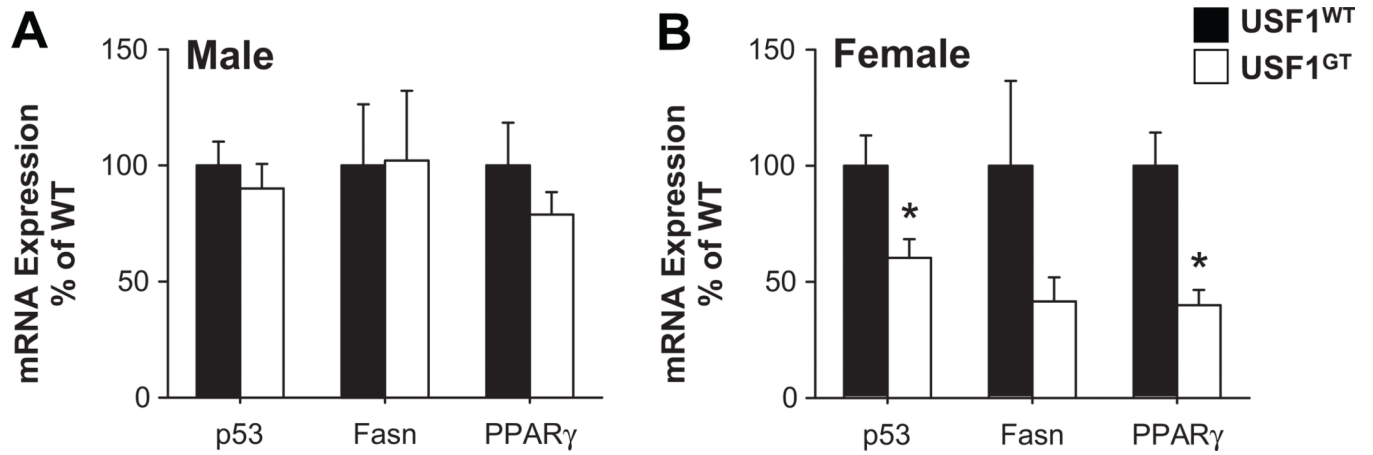 A
Male
mRNA Expression
% of WT
150
100
50
0
p53 Fasn PPARγ
B
Female
mRNA Expression
% of WT
150
100
50
0
*
*
p53 Fasn PPARγ
USF1WT
USF1GT